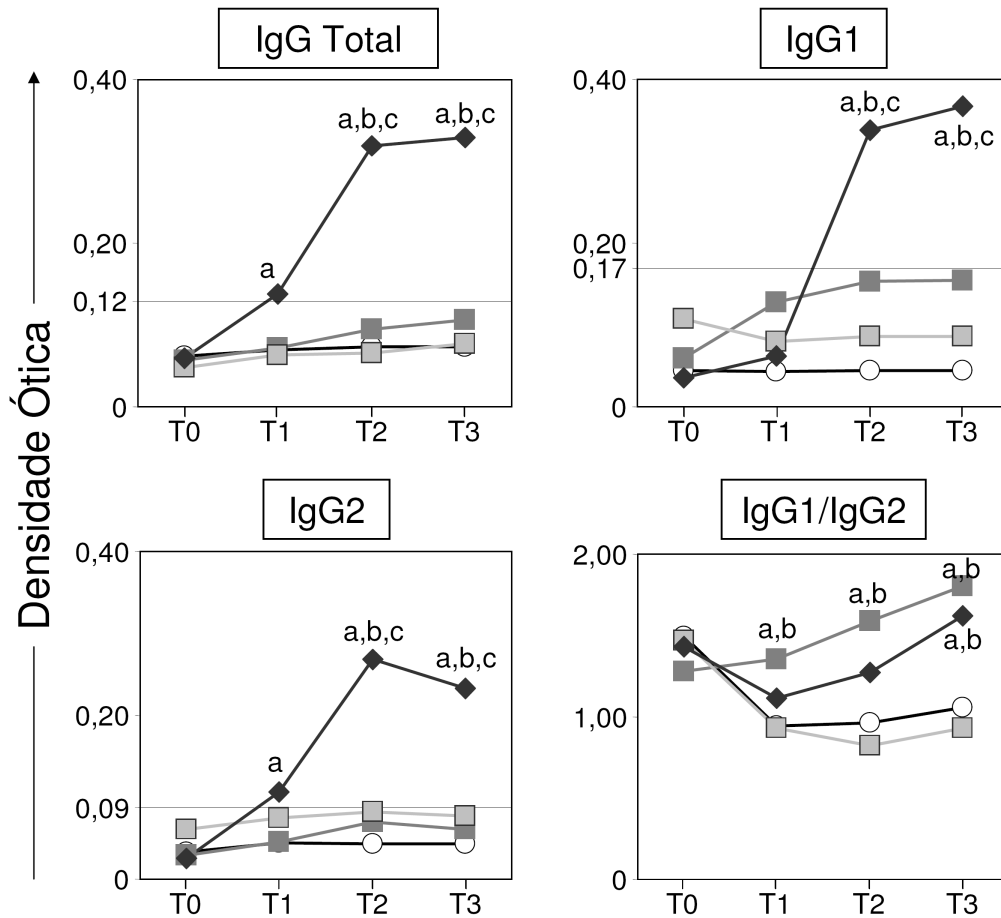 Densidade Ótica
IgG Total
0,40
0,20
0,12
0
a
a,b,c
a,b,c
T0 T1 T2 T3
IgG1
0,40
0,20
0,17
0
a,b,c
a,b,c
T0 T1 T2 T3
IgG2
0,40
0,20
0,09
0
a
a,b,c
a,b,c
T0 T1 T2 T3
IgG1/IgG2
2,00
1,00
0
a,b
a,b
a,b
a,b
T0 T1 T2 T3